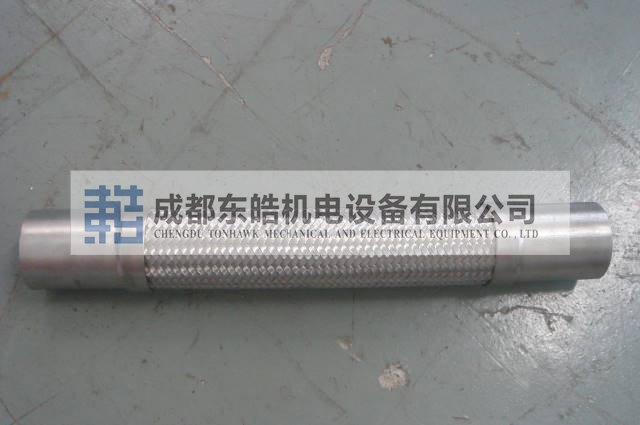 成都东皓机电设备有限公司
CHENGDU TONHAWK MECHANICAL AND ELECTRICAL EQUIPMENT CO., LTD